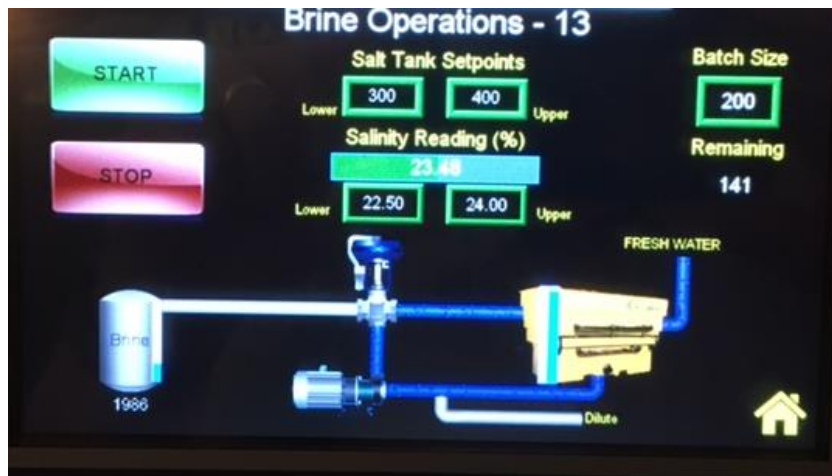 Brine Operations - 13
START
Salt Tank Setpoints
Batch Size
Lower
300
400
Upper
200
Salinity Reading (%)
Remaining
STOP
23.48
141
Lower
22.50
24.00
Upper
FRESH WATER
Brine
1986
Dilute